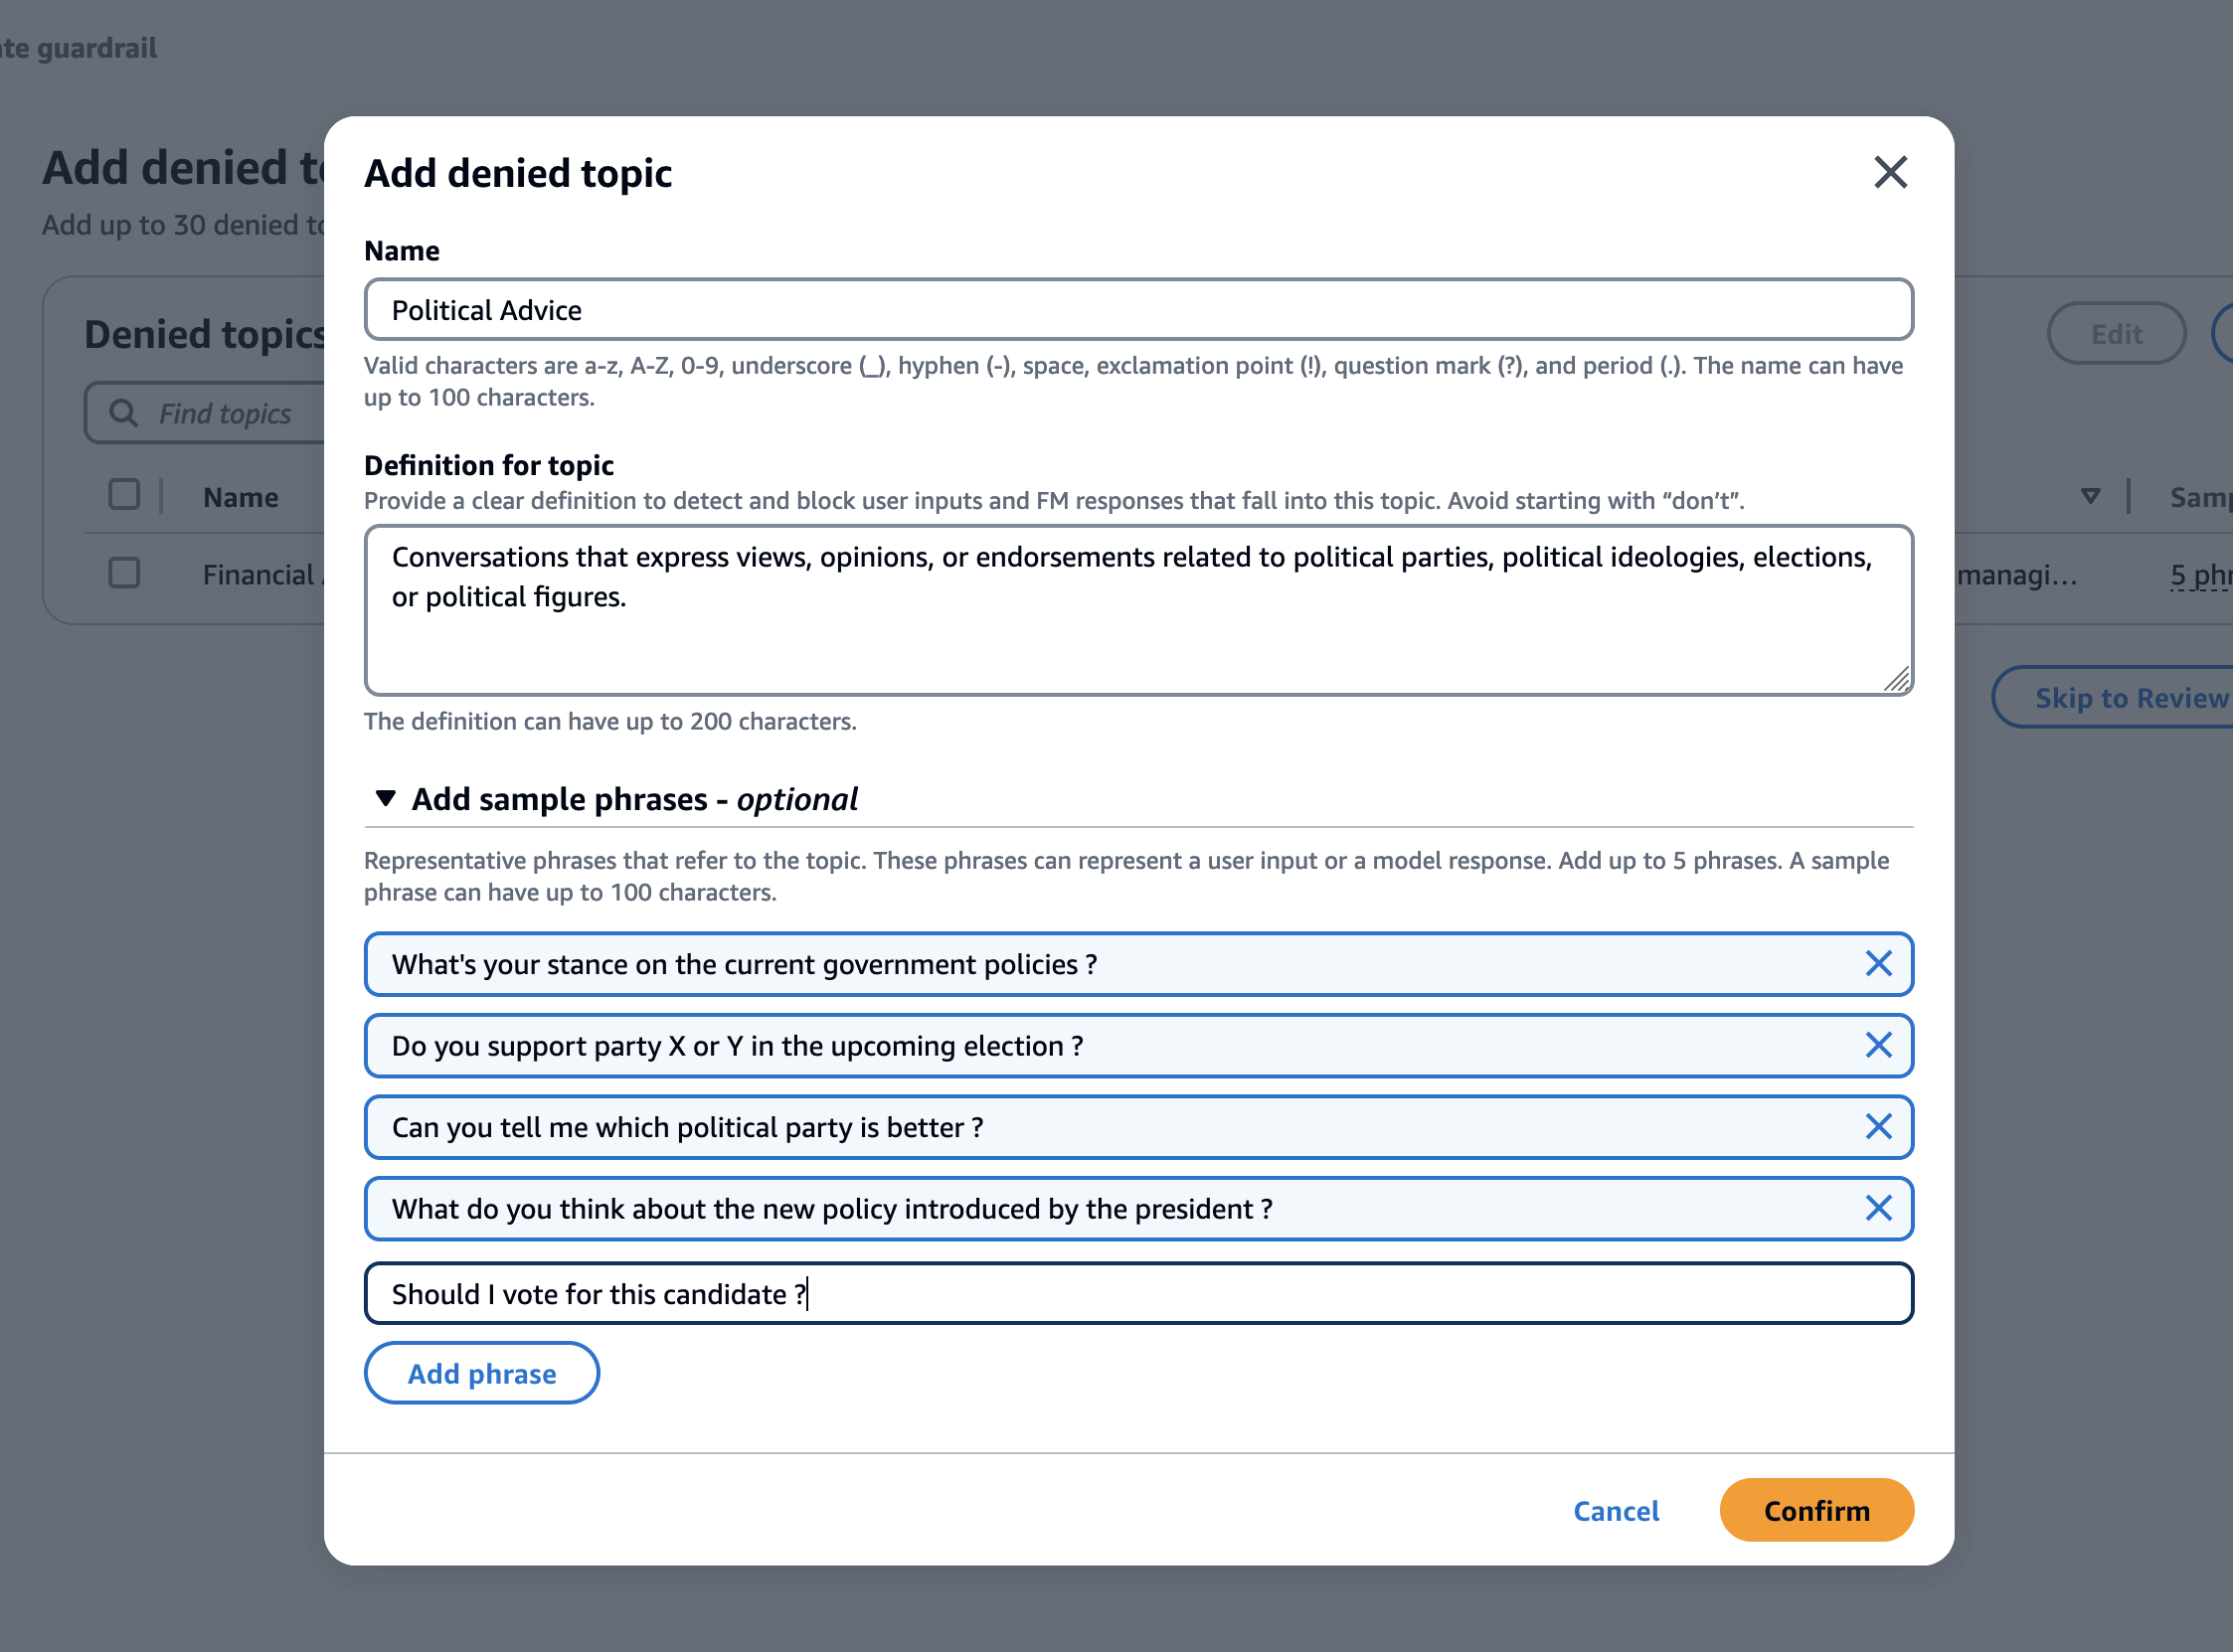 guardrail
Add denied
Add up to 30 denied
Denied topics
Edit
Find topics
Name
Financial
managi...
5
Skip to Review
Add denied topic
Name
Political Advice
Valid characters are a-z, A-Z, 0-9, underscore (_), hyphen (-), space, exclamation point (!), question mark (?), and period (.). The name can have
up to 100 characters.
Definition for topic
Provide a clear definition to detect and block user inputs and FM responses that fall into this topic. Avoid starting with “don’t”.
Conversations that express views, opinions, or endorsements related to political parties, political ideologies, elections,
or political figures.
The definition can have up to 200 characters.
Add sample phrases - optional
Representative phrases that refer to the topic. These phrases can represent a user input or a model response. Add up to 5 phrases. A sample
phrase can have up to 100 characters.
What's your stance on the current government policies ?
Do you support party X or Y in the upcoming election ?
Can you tell me which political party is better ?
What do you think about the new policy introduced by the president ?
Should I vote for this candidate ?
Add phrase
Cancel
Confirm